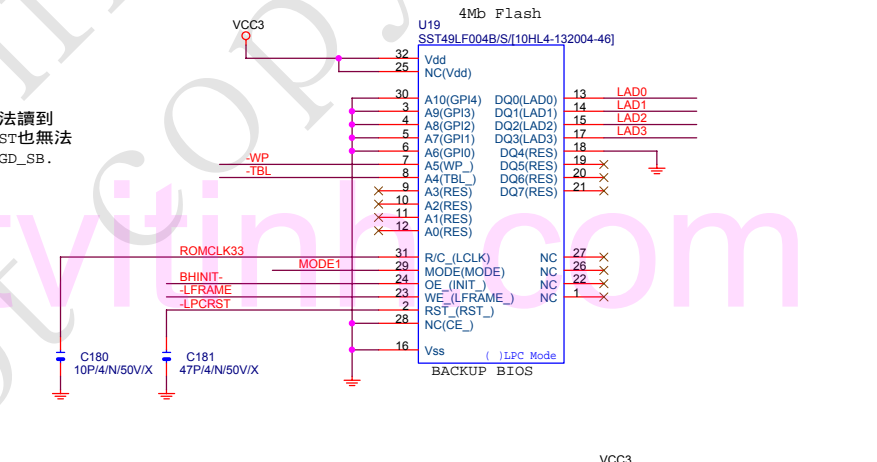 4Mb Flash
VCC3
U19
SST49LF004B/S/[10HL4-132004-46]
32 Vdd
25 NC(Vdd)
30 A10(GPI4) DQ0(LAD0) 13 LAD0
3 A9(GPI3) DQ1(LAD1) 14 LAD1
4 A8(GPI2) DQ2(LAD2) 15 LAD2
5 A7(GPI1) DQ3(LAD3) 17 LAD3
6 A6(GPI0) DQ4(RES) 18
-WP 7 A5(WP_) DQ5(RES) 19
-TBL 8 A4(TBL_) DQ6(RES) 20
9 A3(RES) DQ7(RES) 21
10 A2(RES)
11 A1(RES)
12 A0(RES)
法讀到
ST也無法
GD_SB.
ROMCLK33 31 R/C_(LCLK) NC 27
MODE1 29 MODE(MODE) NC 26
BHINIT- 24 OE_(INIT_) NC 22
-LFRAME 23 WE_(LFRAME_) NC 1
-LPCRST 2 RST_(RST_)
28 NC(CE_)
16 Vss
( )LPC Mode
BACKUP BIOS
C180
10P/4/N/50V/X
C181
47P/4/N/50V/X
VCC3
tvitinh.com
ot copy